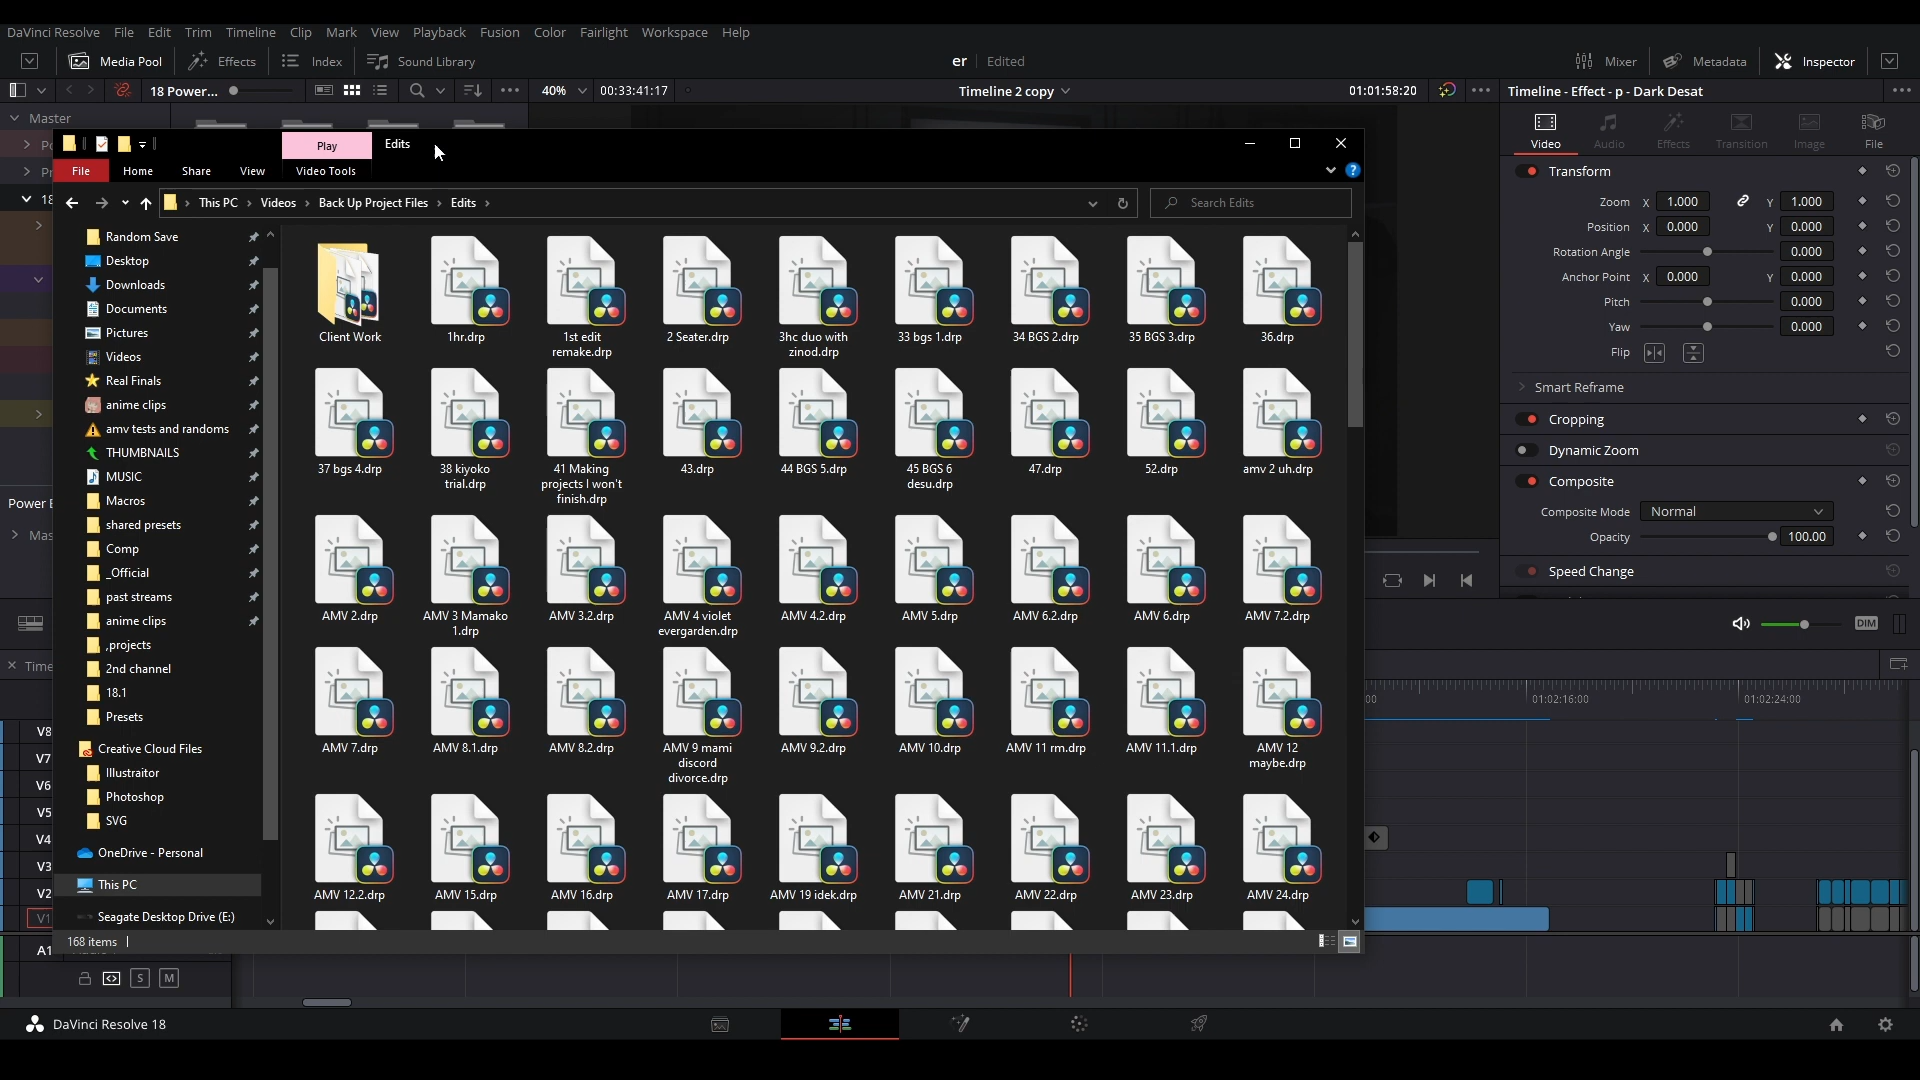 DaVinci Resolve File Edit Trim Timeline Clip Mark View Playback Fusion Color Fairlight Workspace Help
Media Pool Effects Index Sound Library er Edited Mixer Metadata Inspector
18 Power... 40% 00:33:41:17 Timeline 2 copy 01:01:58:20 Timeline - Effect - p - Dark Desat
Master
Play Edits
File Home Share View Video Tools
This PC Videos Back Up Project Files Edits Search Edits
Random Save
Desktop
Downloads
Documents
Pictures
Videos
Real Finals
anime clips
amv tests and randoms
THUMBNAILS
MUSIC
Macros
shared presets
Comp
_Official
past streams
anime clips
,projects
2nd channel
18.1
Presets
Creative Cloud Files
Illustraitor
Photoshop
SVG
OneDrive - Personal
This PC
Seagate Desktop Drive (E:)
Client Work
1hr.drp
1st edit
remake.drp
2 Seater.drp
3hc duo with
zinod.drp
33 bgs 1.drp
34 BGS 2.drp
35 BGS 3.drp
36.drp
37 bgs 4.drp
38 kiyoko
trial.drp
41 Making
projects I won't
finish.drp
43.drp
44 BGS 5.drp
45 BGS 6
desu.drp
47.drp
52.drp
amv 2 uh.drp
AMV 2.drp
AMV 3 Mamako
1.drp
AMV 3.2.drp
AMV 4 violet
evergarden.drp
AMV 4.2.drp
AMV 5.drp
AMV 6.2.drp
AMV 6.drp
AMV 7.2.drp
AMV 7.drp
AMV 8.1.drp
AMV 8.2.drp
AMV 9 mami
discord
divorce.drp
AMV 9.2.drp
AMV 10.drp
AMV 11 rm.drp
AMV 11.1.drp
AMV 12
maybe.drp
AMV 12.2.drp
AMV 15.drp
AMV 16.drp
AMV 17.drp
AMV 19 idek.drp
AMV 21.drp
AMV 22.drp
AMV 23.drp
AMV 24.drp
168 items
Video Audio Effects Transition Image File
Transform
Zoom X 1.000 Y 1.000
Position X 0.000 Y 0.000
Rotation Angle 0.000
Anchor Point X 0.000 Y 0.000
Pitch 0.000
Yaw 0.000
Flip
Smart Reframe
Cropping
Dynamic Zoom
Composite
Composite Mode Normal
Opacity 100.00
Speed Change
DIM
01:02:16:00 01:02:24:00
18
Power
Mas
Time
V8
V7
V6
V5
V4
V3
V2
V1
A1
S M
DaVinci Resolve 18